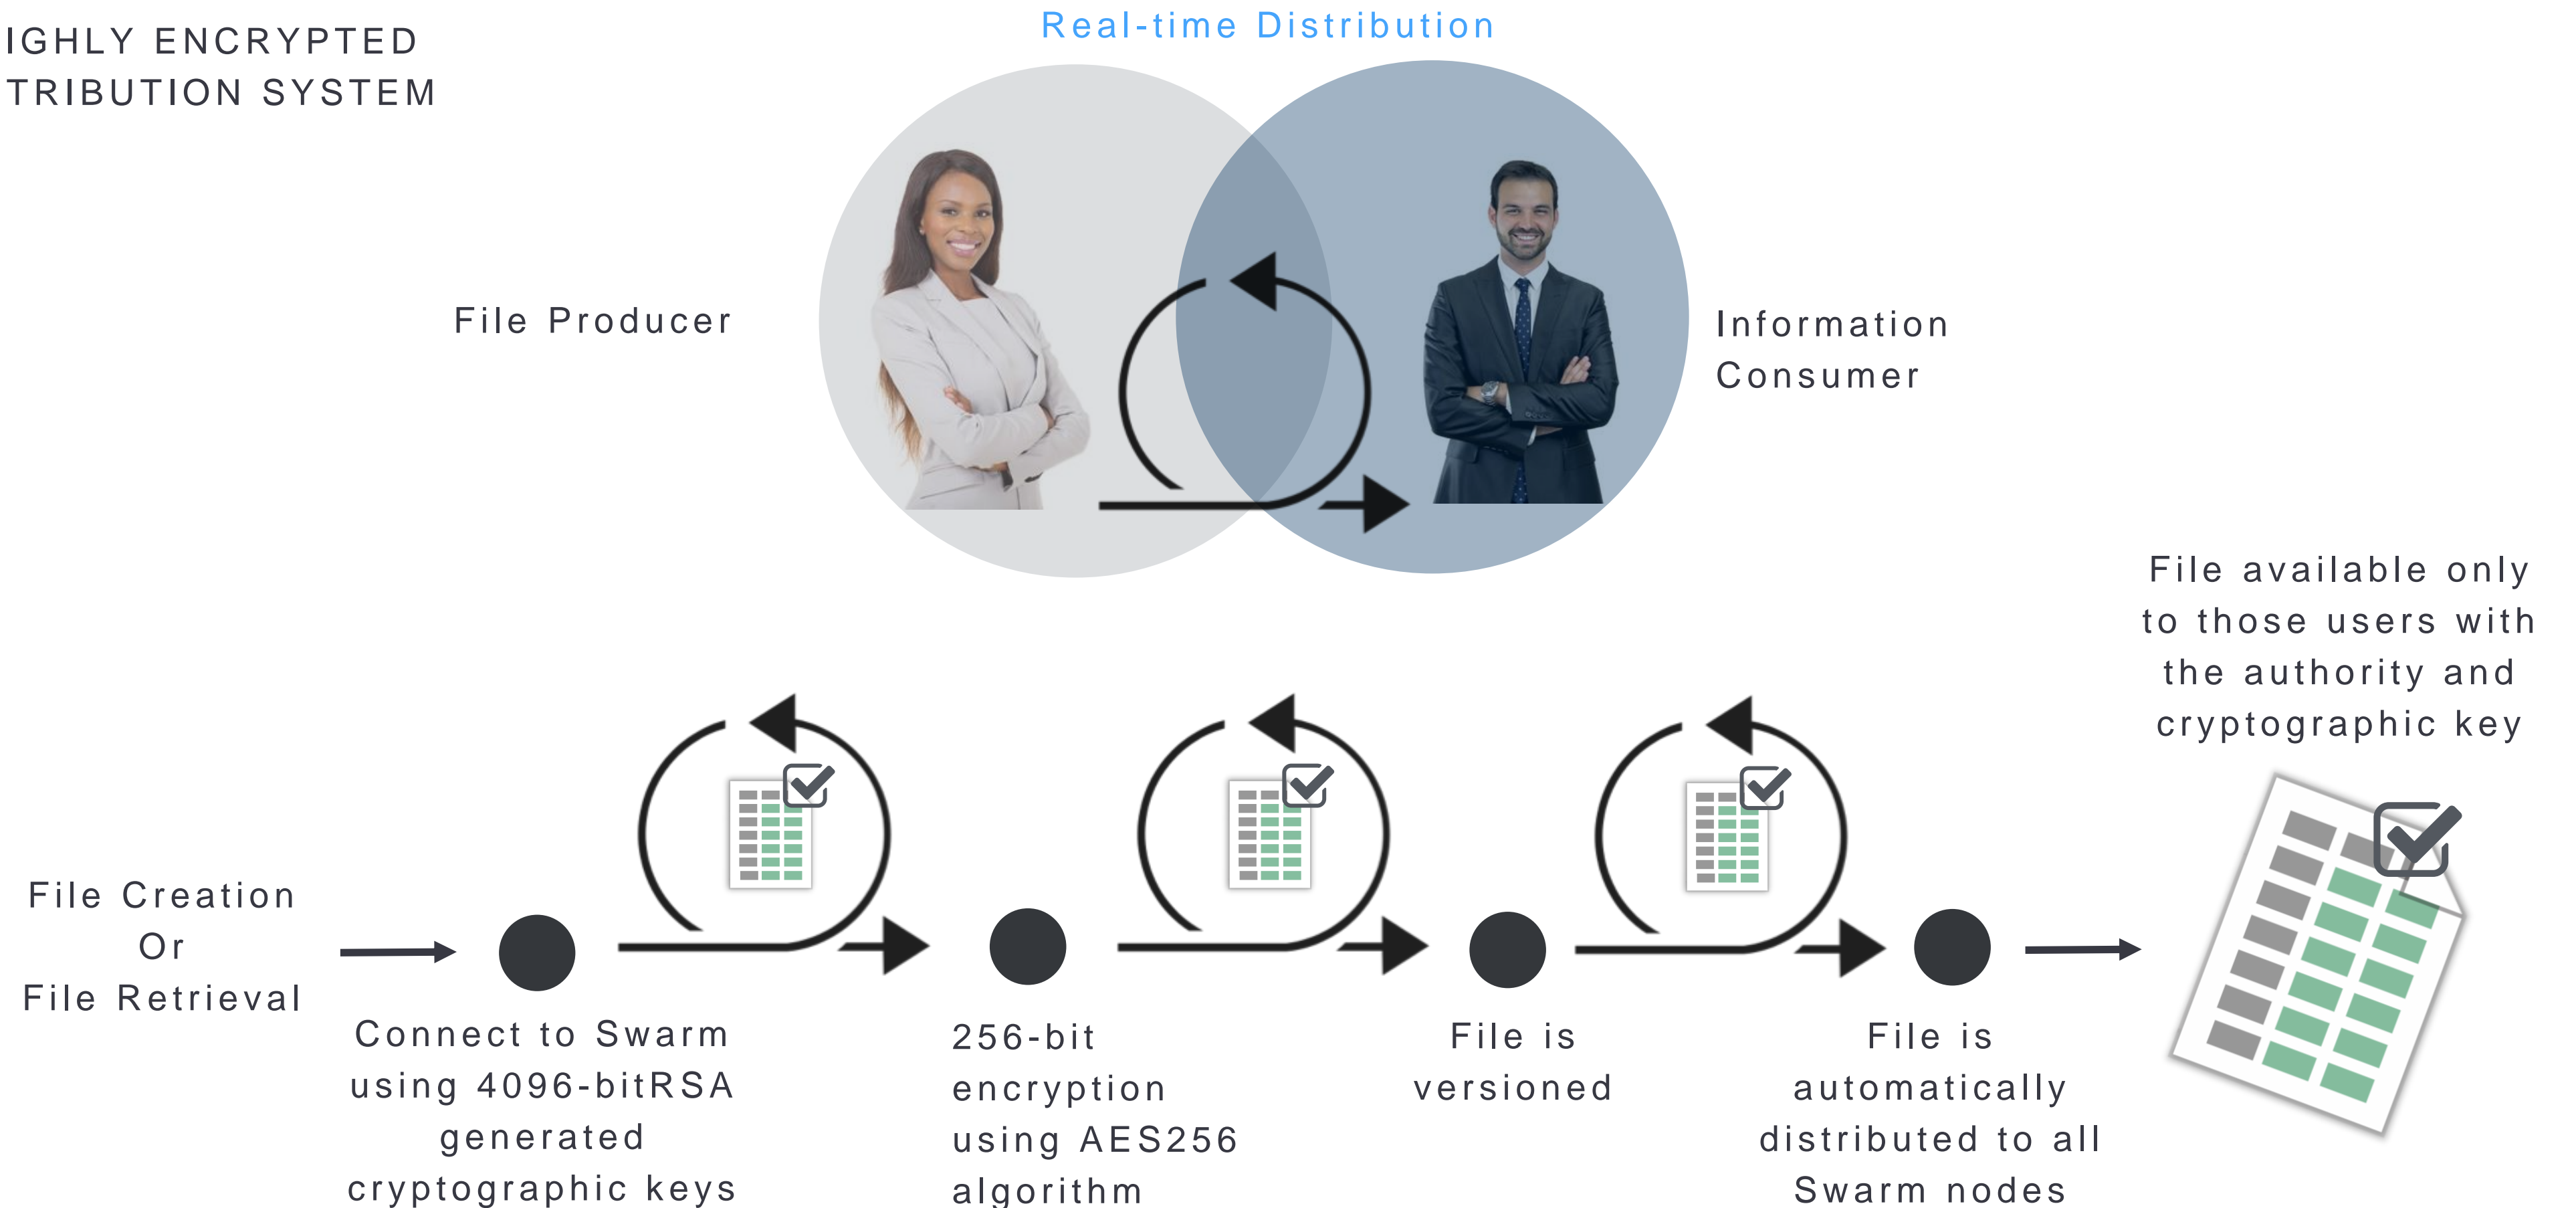 IGHLY ENCRYPTED
TRIBUTION SYSTEM
Real-time Distribution
File Producer
Information
Consumer
File available only
to those users with
the authority and
cryptographic key
File Creation
Or
File Retrieval
Connect to Swarm
using 4096-bitRSA
generated
cryptographic keys
256-bit
encryption
using AES256
algorithm
File is
versioned
File is
automatically
distributed to all
Swarm nodes